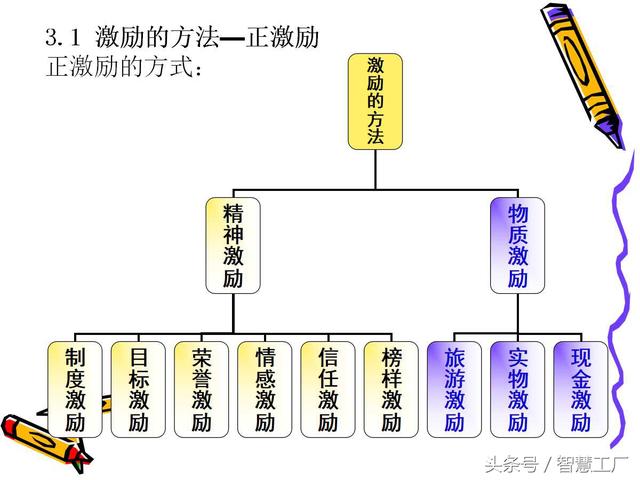 3.1 激励的方法—正激励
正激励的方式：
激励的方法
精神激励
物质激励
制度激励
目标激励
荣誉激励
情感激励
信任激励
榜样激励
旅游激励
实物激励
现金激励
头条号／智慧工厂